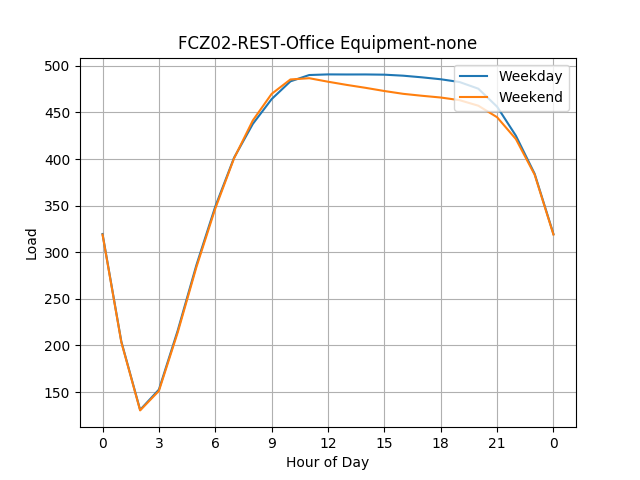 FCZ02-REST-Office Equipment-none
500
450
400
350
300
250
200
150
Load
Weekday
Weekend
0 3 6 9 12 15 18 21 0
Hour of Day